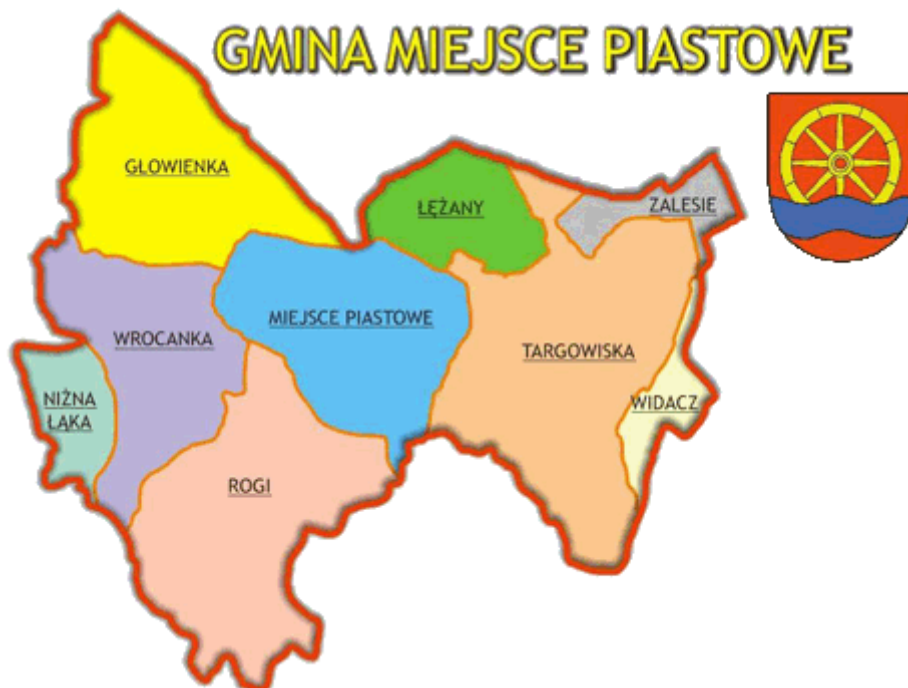 GMINA MIEJSCE PIASTOWE
GŁOWIENKA
ŁĘŻANY
ZALESIE
MIEJSCE PIASTOWE
WROCANKA
TARGOWISKA
NIŻNA
ŁĄKA
WIDACZ
ROGI